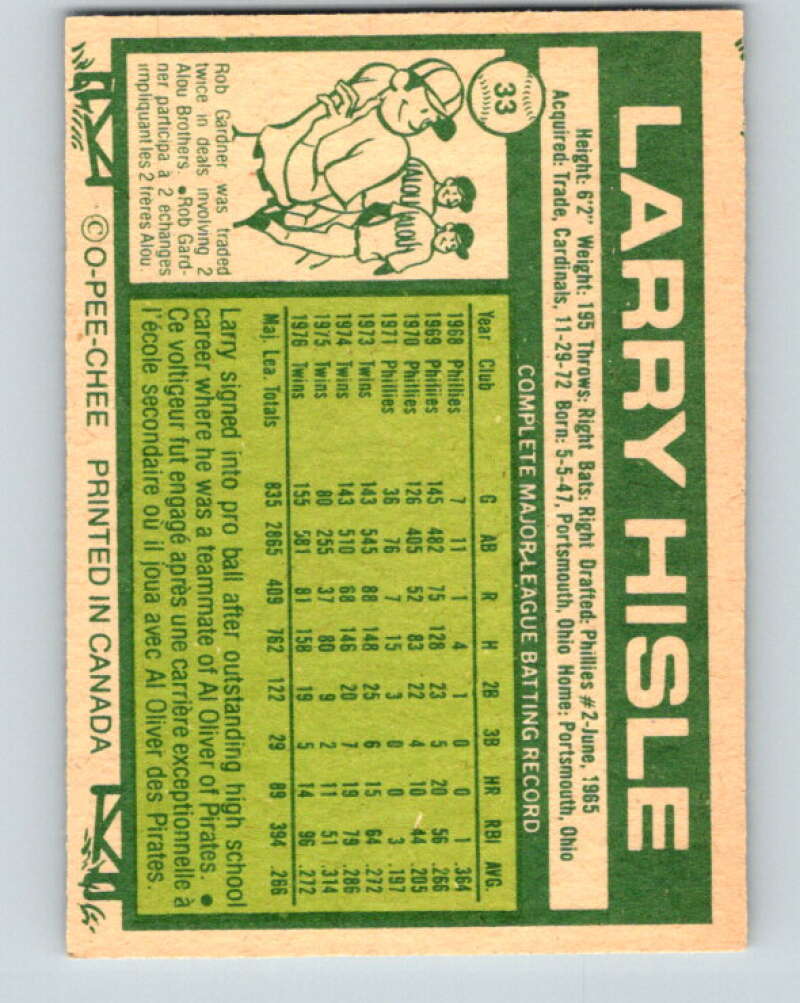 LARRY HISLE
33
Height: 6'2" Weight: 195 Throws: Right Bats: Right Drafted: Phillies #2-June, 1965
Acquired: Trade, Cardinals, 11-29-72 Born: 5-5-47, Portsmouth, Ohio Home: Portsmouth, Ohio
ALOU ALOU
Rob Gardner was traded
twice in deals involving 2
Alou Brothers. •Rob Gard-
ner participa à 2 echanges
impliquant les 2 frères Alou.
COMPLETE MAJOR LEAGUE BATTING RECORD
Year Club G AB R H 2B 3B HR RBI AVG.
1968 Phillies 7 11 1 4 1 0 0 1 .364
1969 Phillies 145 482 75 128 23 5 20 56 .266
1970 Phillies 126 405 52 83 22 4 10 44 .205
1971 Phillies 36 76 7 15 3 0 0 3 .197
1973 Twins 143 545 88 148 25 6 15 64 .272
1974 Twins 143 510 68 146 20 7 19 79 .286
1975 Twins 80 255 37 80 9 2 11 51 .314
1976 Twins 155 581 81 158 19 5 14 96 .272
Maj. Lea. Totals 835 2865 409 762 122 29 89 394 .266
Larry signed into pro ball after outstanding high school
career where he was a teammate of Al Oliver of Pirates. •
Ce voltigeur fut engagé après une carrière exceptionnelle à
l'école secondaire où il joua avec Al Oliver des Pirates.
© O-PEE-CHEE PRINTED IN CANADA